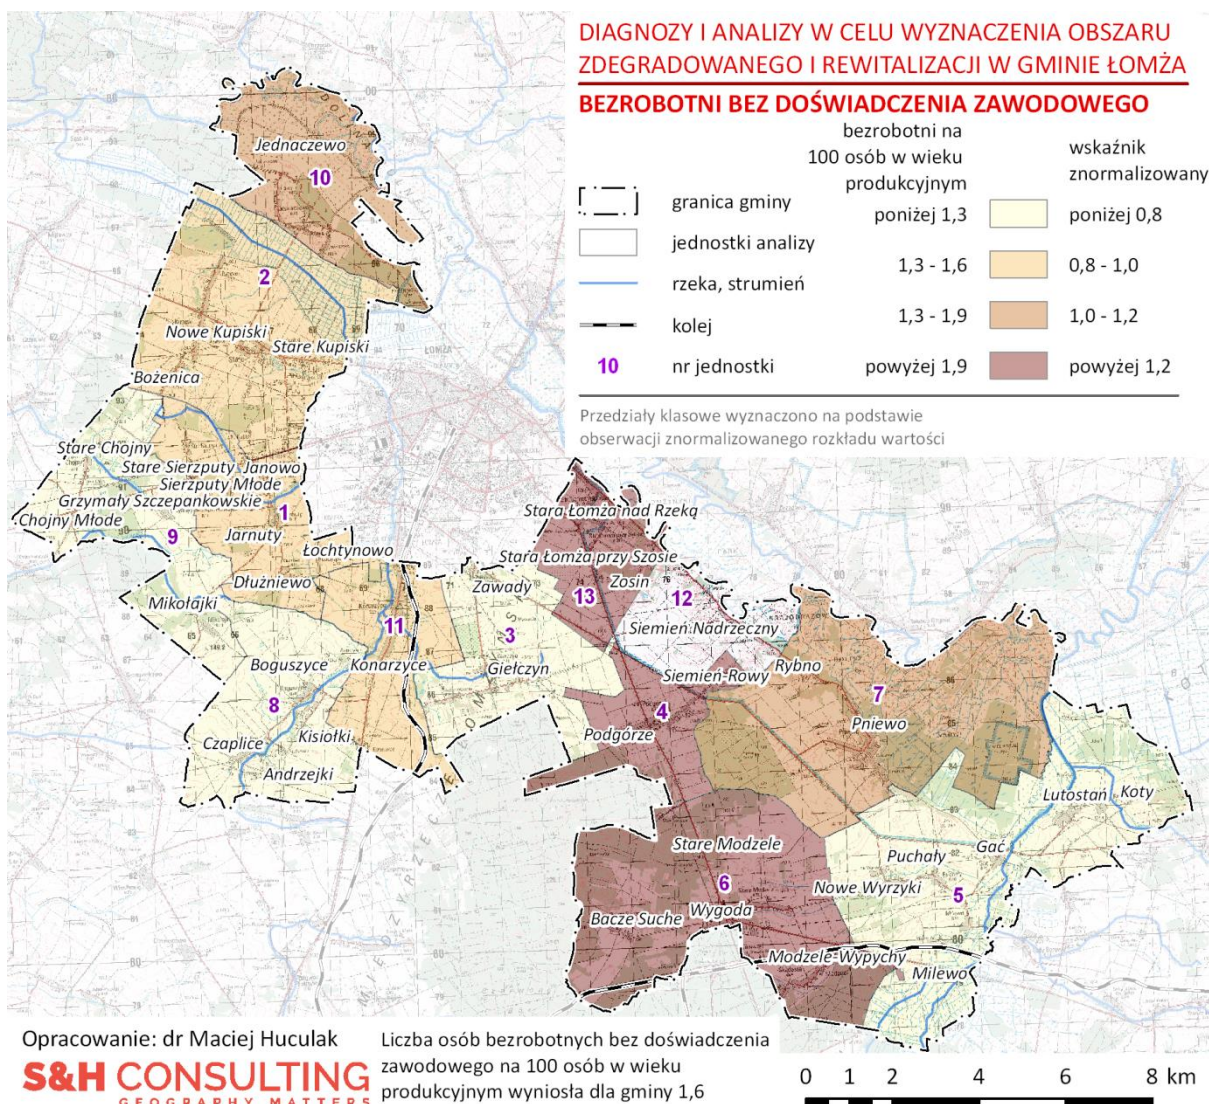 DIAGNOZY I ANALIZY W CELU WYZNACZENIA OBSZARU
ZDEGRADOWANEGO I REWITALIZACJI W GMINIE ŁOMŻA
BEZROBOTNI BEZ DOŚWIADCZENIA ZAWODOWEGO
bezrobotni na
100 osób w wieku
produkcyjnym
wskaźnik
znormalizowany
granica gminy
jednostki analizy
rzeka, strumień
kolej
10 nr jednostki
poniżej 1,3 poniżej 0,8
1,3 - 1,6 0,8 - 1,0
1,3 - 1,9 1,0 - 1,2
powyżej 1,9 powyżej 1,2
Przedziały klasowe wyznaczono na podstawie
obserwacji znormalizowanego rozkładu wartości
Jednaczewo
10
2
Nowe Kupiski
Stare Kupiski
ŁOMŻA
Bożenica
Stare Chojny
Stare Sierzputy
Janowo
Sierzputy Młode
Grzymały Szczepankowskie
Chojny Młode
1
9
Jarnuty
Łochtynowo
Dłużniewo
Mikołajki
11
Boguszyce
Konarzyce
8
Czaplice
Kisiołki
Andrzejki
Zawady
3
Giełczyn
Stara Łomża nad Rzeką
Stara Łomża przy Szosie
Zosin
13
12
Siemień Nadrzeczny
Siemień-Rowy
Rybno
7
4
Podgórze
Pniewo
Lutostań
Koty
Stare Modzele
Puchały
Gać
6
Nowe Wyrzyki
5
Bacze Suche
Wygoda
Modzele-Wypychy
Milewo
Opracowanie: dr Maciej Huculak
S&H CONSULTING
GEOGRAPHY MATTERS
Liczba osób bezrobotnych bez doświadczenia
zawodowego na 100 osób w wieku
produkcyjnym wyniosła dla gminy 1,6
0 1 2 4 6 8 km